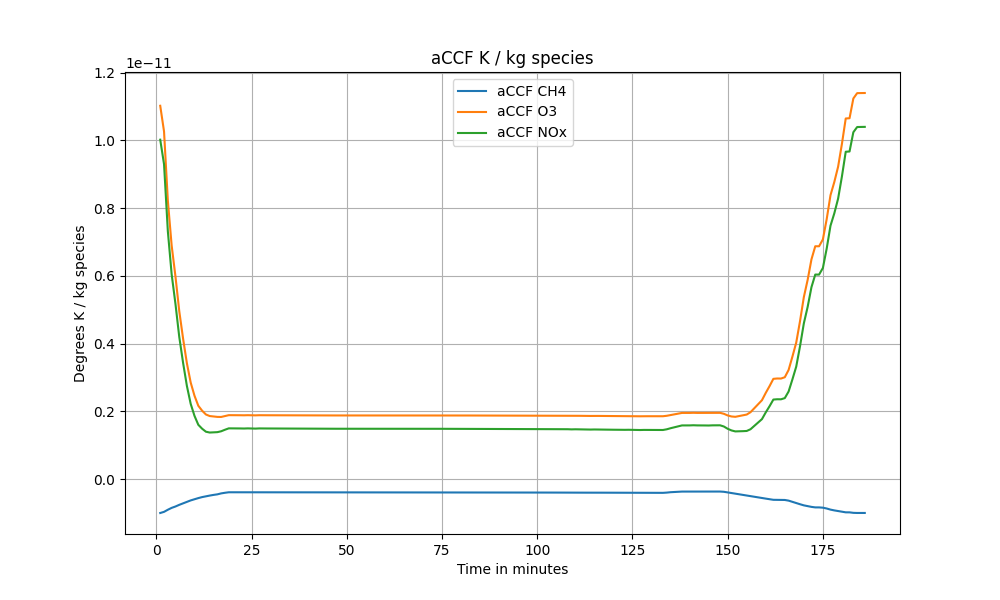 aCCF K / kg species
1e−11
aCCF CH4
aCCF O3
aCCF NOx
Degrees K / kg species
1.2
1.0
0.8
0.6
0.4
0.2
0.0
0 25 50 75 100 125 150 175
Time in minutes